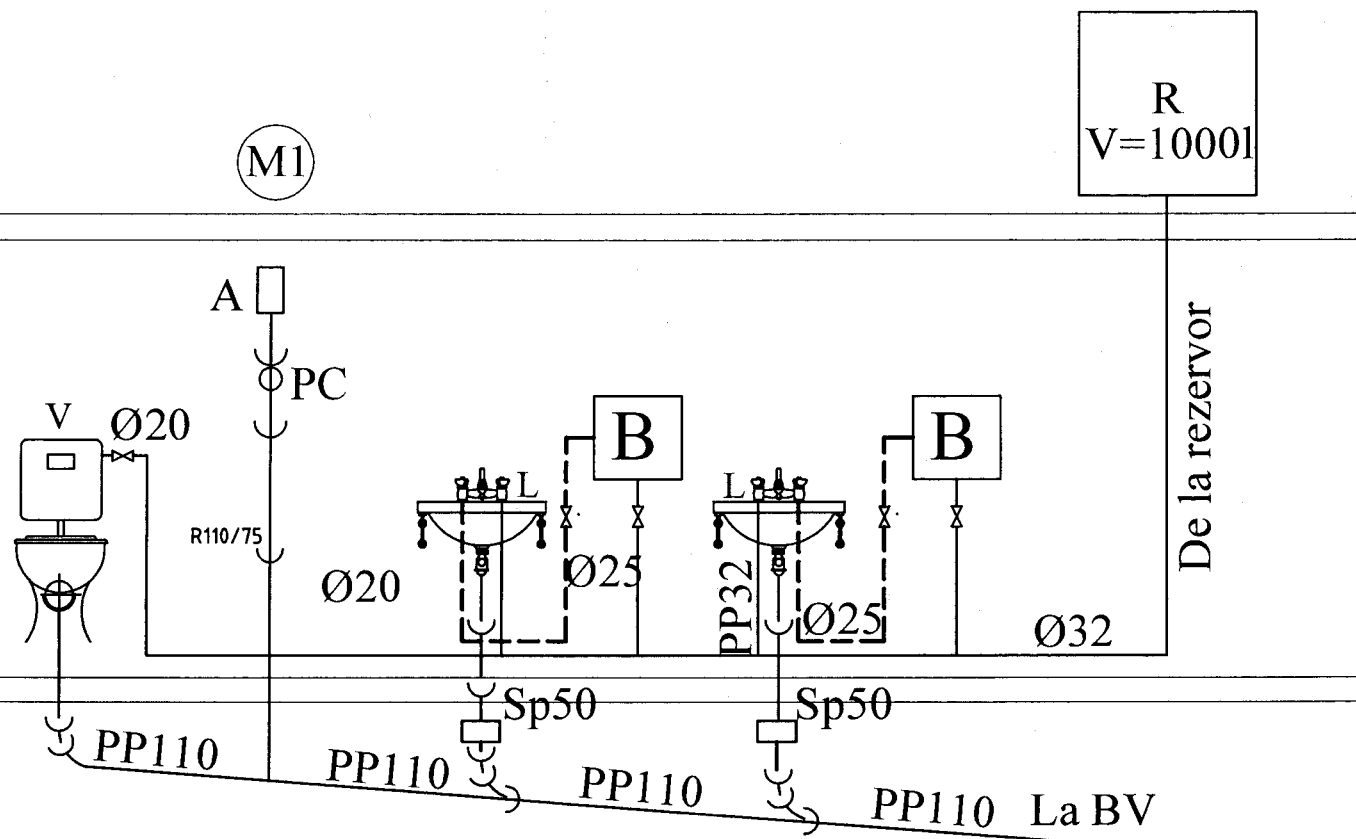 R
V=1000l
M1
A
PC
V
Ø20
B
B
L
L
R110/75
De la rezervor
Ø20
Ø25
PP32
Ø25
Ø32
Sp50
Sp50
PP110
PP110
PP110
PP110
La BV